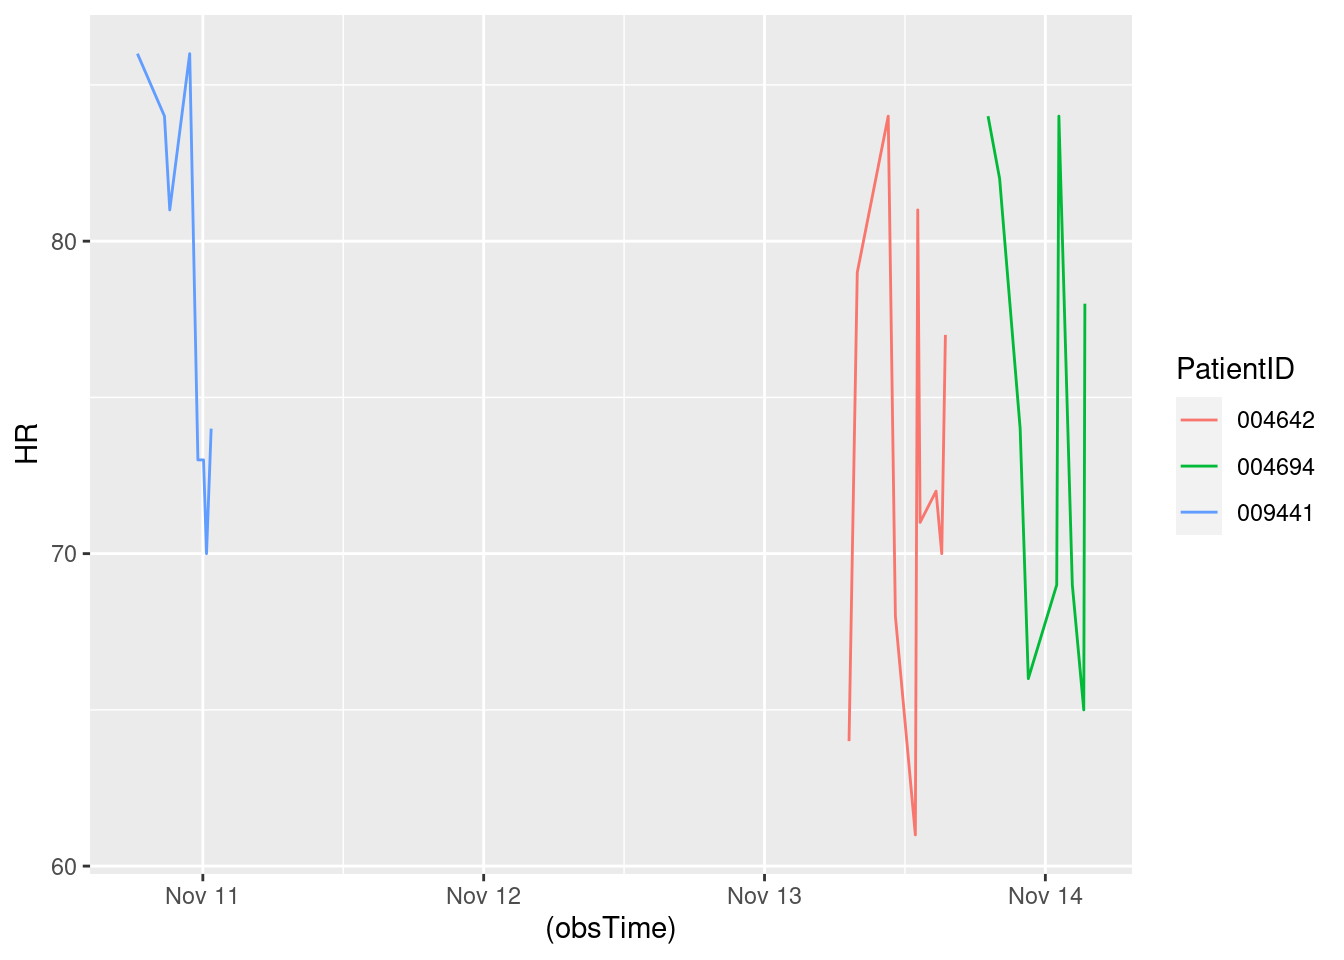 HR
80
70
60
Nov 11
Nov 12
Nov 13
Nov 14
(obsTime)
PatientID
004642
004694
009441